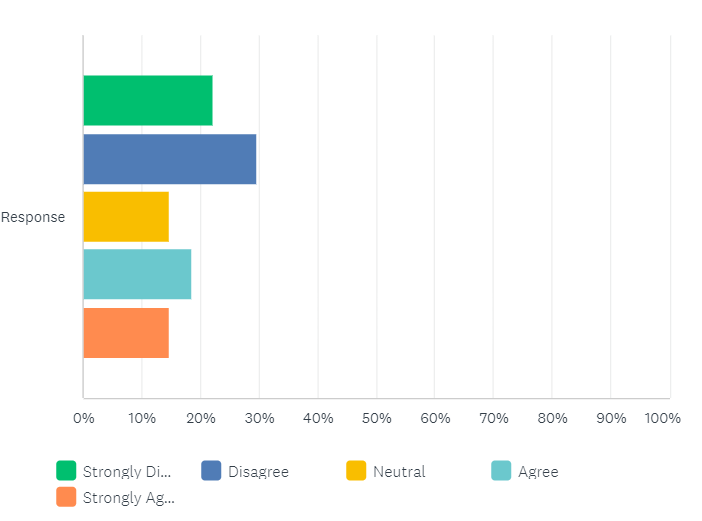 Response
0% 10% 20% 30% 40% 50% 60% 70% 80% 90% 100%
Strongly Di... Disagree Neutral Agree
Strongly Ag...